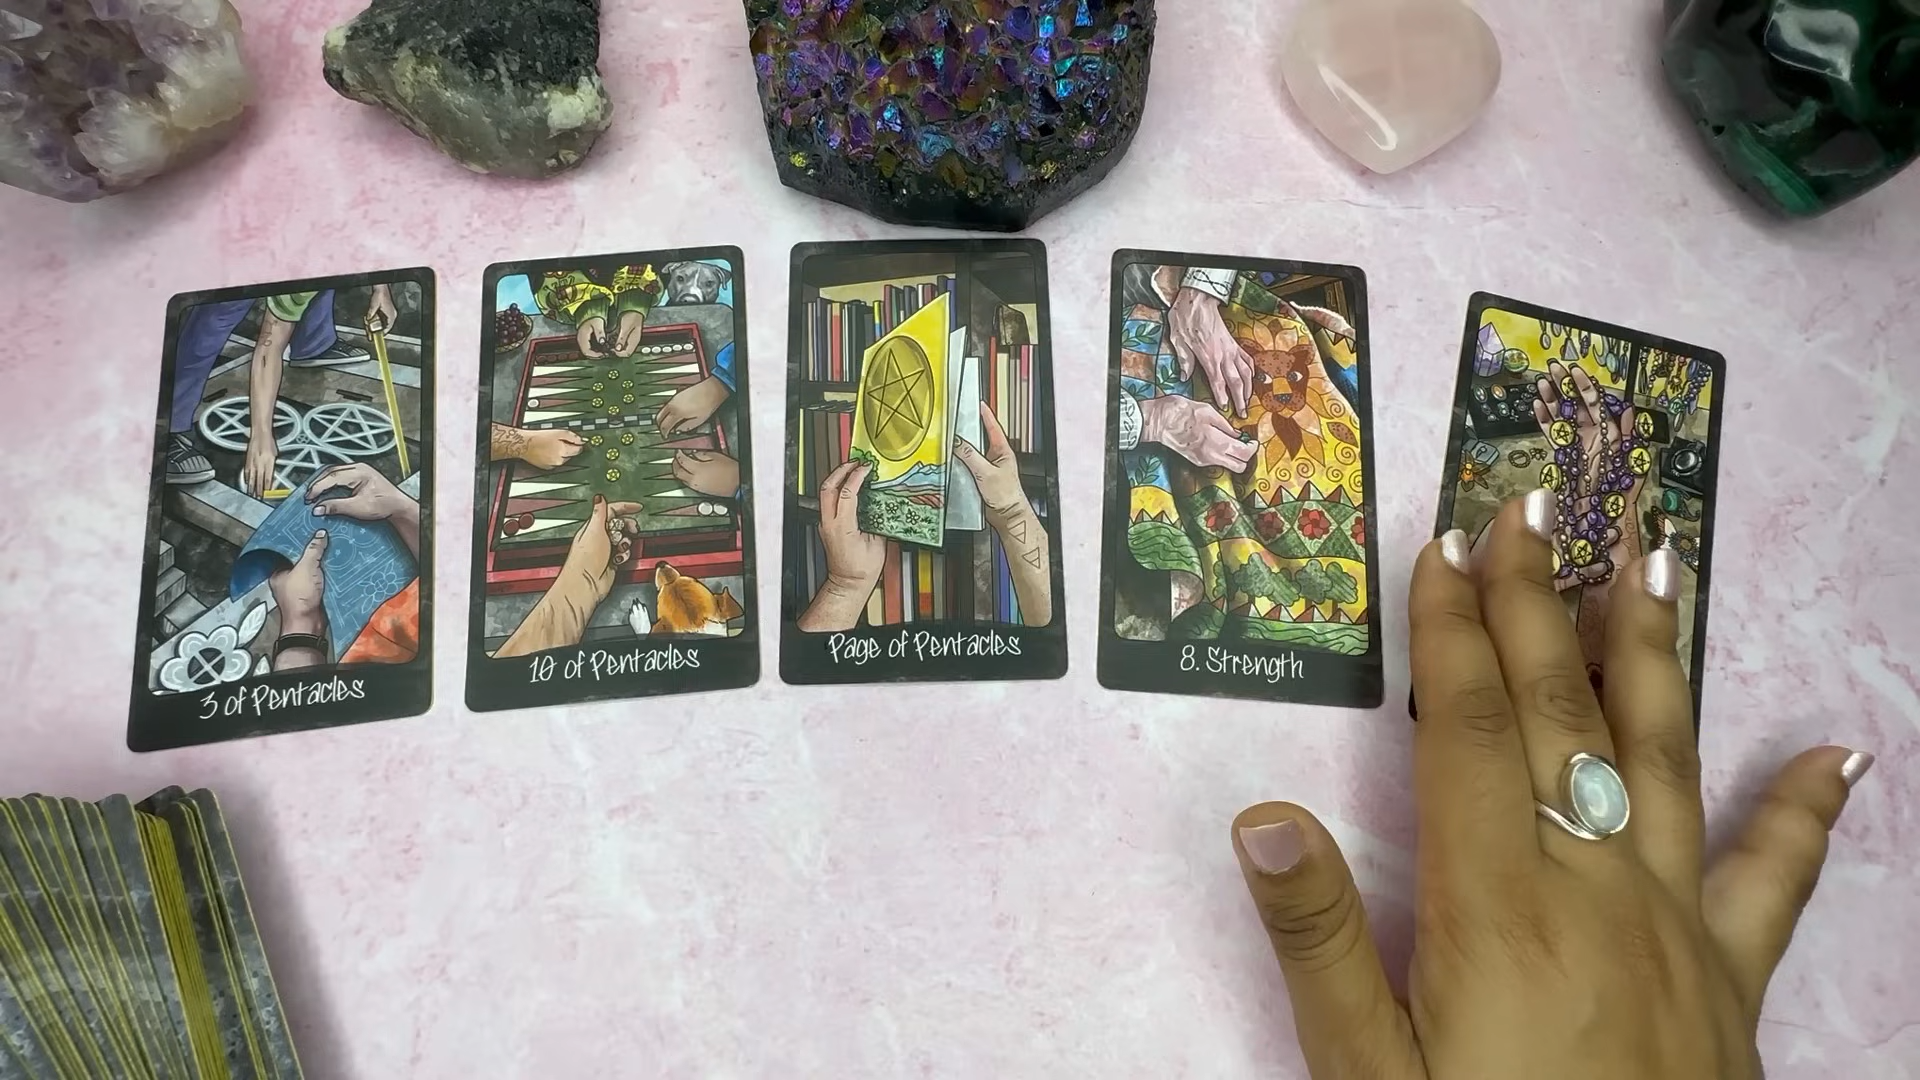 3 of Pentacles
10 of Pentacles
Page of Pentacles
8. Strength